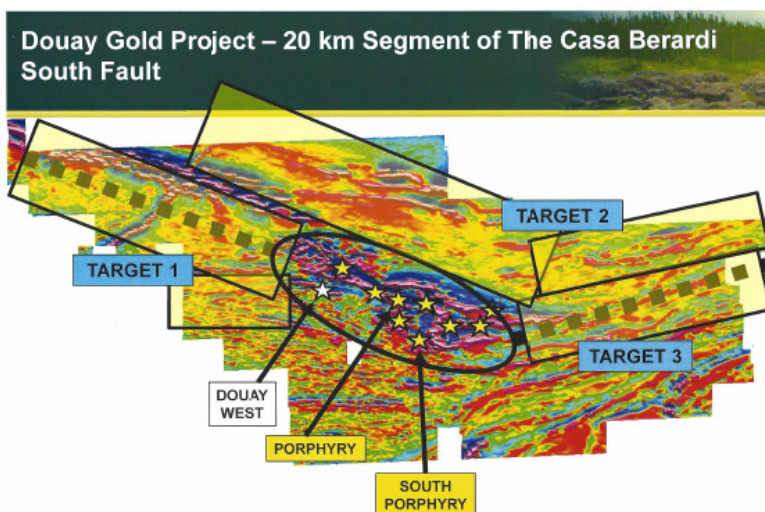 Douay Gold Project – 20 km Segment of The Casa Berardi
South Fault
TARGET 2
TARGET 1
TARGET 3
DOUAY
WEST
PORPHYRY
SOUTH
PORPHYRY